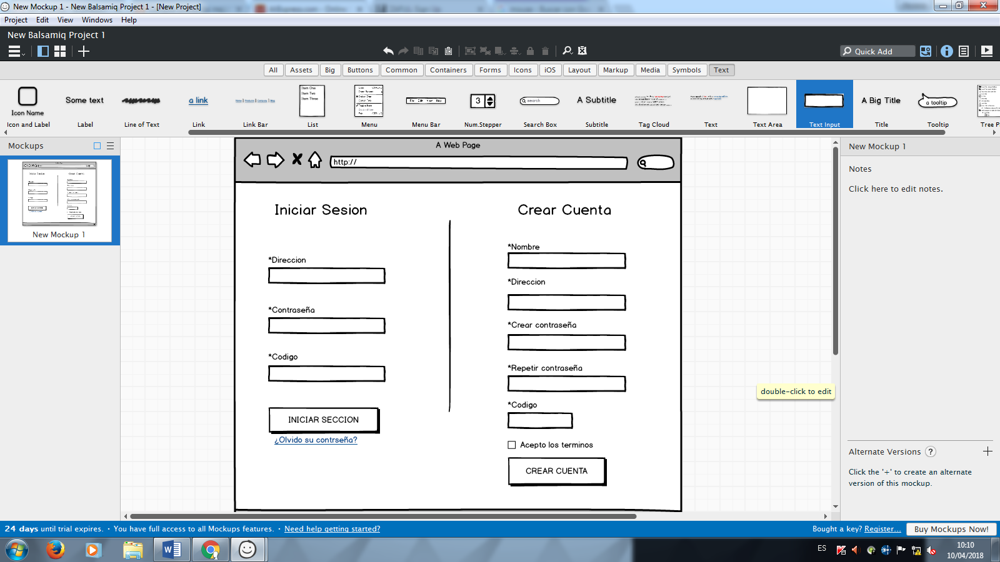 New Mockup 1 - New Balsamiq Project 1 - [New Project]
Project Edit View Windows Help
New Balsamiq Project 1
Quick Add
All Assets Big Buttons Common Containers Forms Icons iOS Layout Markup Media Symbols Text
Icon Name
Some text
a link
Item One
Item Two
Item Three
3
search
A Subtitle
A Big Title
a tooltip
Icon and Label Label Line of Text Link Link Bar List Menu Menu Bar Num.Stepper Search Box Subtitle Tag Cloud Text Text Area Text Input Title Tooltip Tree P
Mockups
New Mockup 1
A Web Page
http://
Iniciar Sesion
*Direccion
*Contraseña
*Codigo
INICIAR SECCION
¿Olvido su contrseña?
Crear Cuenta
*Nombre
*Direccion
*Crear contraseña
*Repetir contraseña
*Codigo
Acepto los terminos
CREAR CUENTA
double-click to edit
New Mockup 1
Notes
Click here to edit notes.
Alternate Versions ?
Click the '+' to create an alternate
version of this mockup.
24 days until trial expires. · You have full access to all Mockups features. · Need help getting started?
Bought a key? Register...
Buy Mockups Now!
ES
10:10
10/04/2018